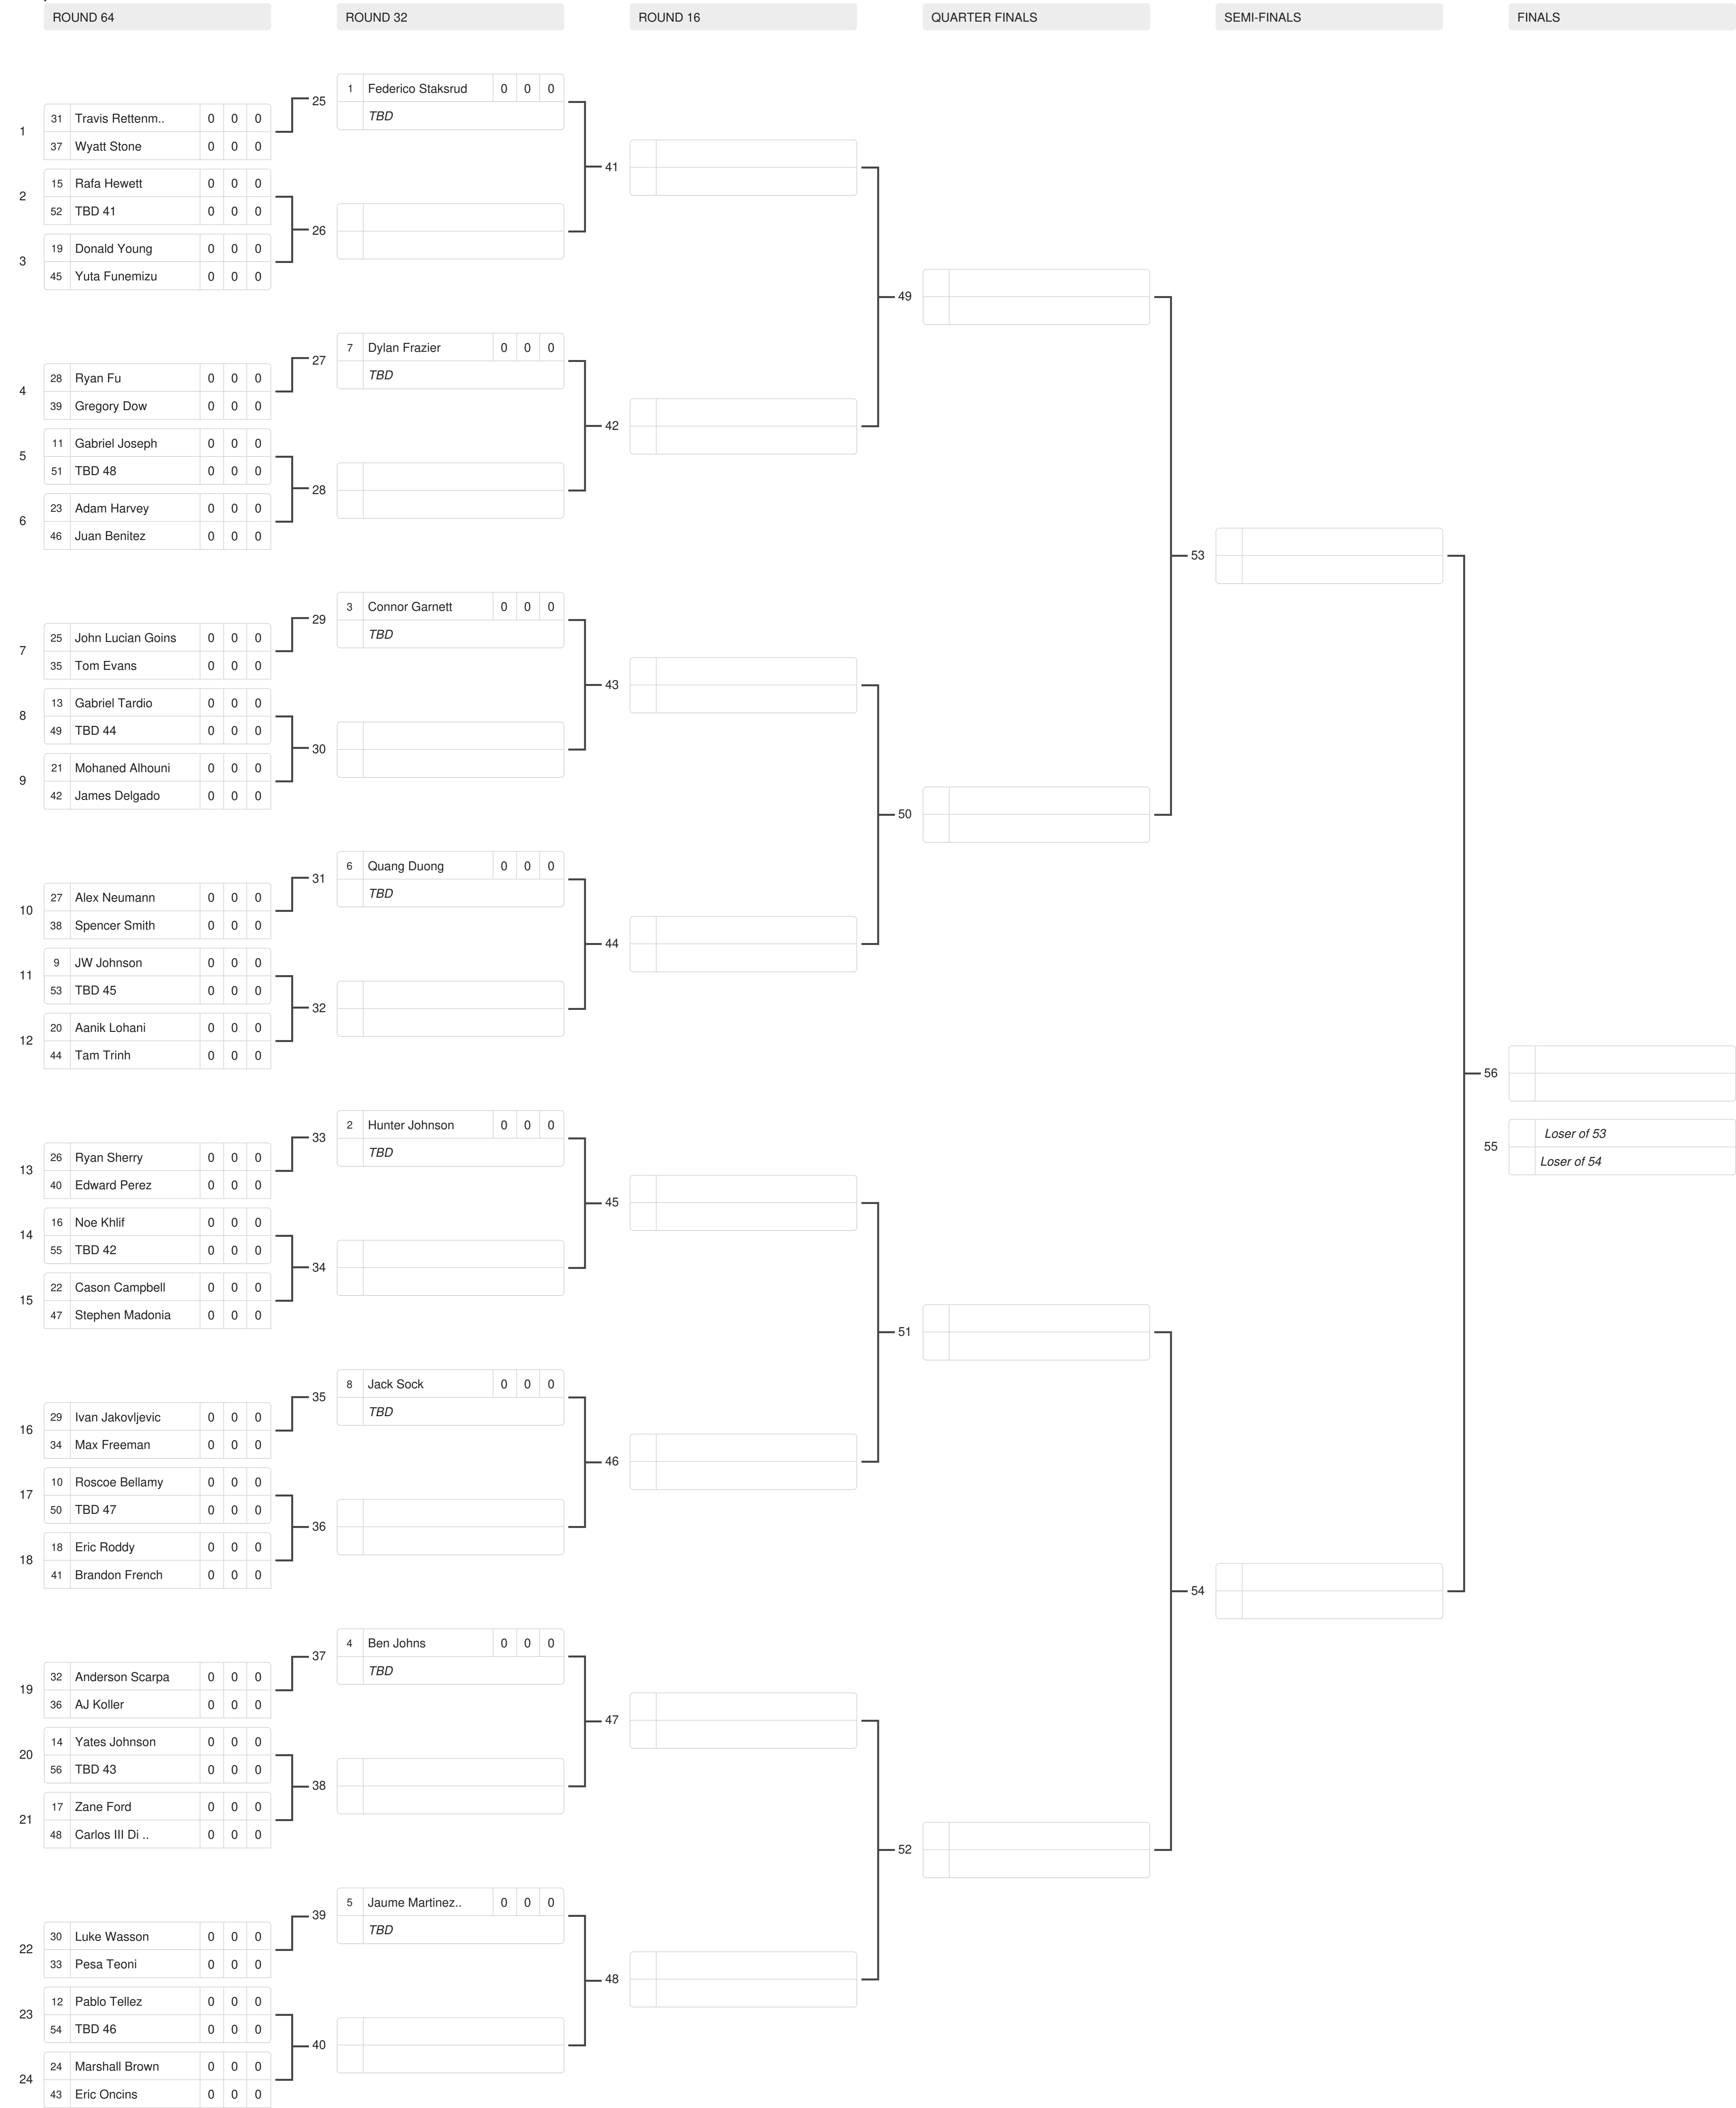 ROUND 64
ROUND 32
ROUND 16
QUARTER FINALS
SEMI-FINALS
FINALS
1
31 Travis Rettenm.. 0 0 0
37 Wyatt Stone 0 0 0
2
15 Rafa Hewett 0 0 0
52 TBD 41 0 0 0
3
19 Donald Young 0 0 0
45 Yuta Funemizu 0 0 0
4
28 Ryan Fu 0 0 0
39 Gregory Dow 0 0 0
5
11 Gabriel Joseph 0 0 0
51 TBD 48 0 0 0
6
23 Adam Harvey 0 0 0
46 Juan Benitez 0 0 0
7
25 John Lucian Goins 0 0 0
35 Tom Evans 0 0 0
8
13 Gabriel Tardio 0 0 0
49 TBD 44 0 0 0
9
21 Mohaned Alhouni 0 0 0
42 James Delgado 0 0 0
10
27 Alex Neumann 0 0 0
38 Spencer Smith 0 0 0
11
9 JW Johnson 0 0 0
53 TBD 45 0 0 0
12
20 Aanik Lohani 0 0 0
44 Tam Trinh 0 0 0
13
26 Ryan Sherry 0 0 0
40 Edward Perez 0 0 0
14
16 Noe Khlif 0 0 0
55 TBD 42 0 0 0
15
22 Cason Campbell 0 0 0
47 Stephen Madonia 0 0 0
16
29 Ivan Jakovljevic 0 0 0
34 Max Freeman 0 0 0
17
10 Roscoe Bellamy 0 0 0
50 TBD 47 0 0 0
18
18 Eric Roddy 0 0 0
41 Brandon French 0 0 0
19
32 Anderson Scarpa 0 0 0
36 AJ Koller 0 0 0
20
14 Yates Johnson 0 0 0
56 TBD 43 0 0 0
21
17 Zane Ford 0 0 0
48 Carlos III Di .. 0 0 0
22
30 Luke Wasson 0 0 0
33 Pesa Teoni 0 0 0
23
12 Pablo Tellez 0 0 0
54 TBD 46 0 0 0
24
24 Marshall Brown 0 0 0
43 Eric Oncins 0 0 0
25
1 Federico Staksrud 0 0 0
TBD
26
27
7 Dylan Frazier 0 0 0
TBD
28
29
3 Connor Garnett 0 0 0
TBD
30
31
6 Quang Duong 0 0 0
TBD
32
33
2 Hunter Johnson 0 0 0
TBD
34
35
8 Jack Sock 0 0 0
TBD
36
37
4 Ben Johns 0 0 0
TBD
38
39
5 Jaume Martinez.. 0 0 0
TBD
40
41
42
43
44
45
46
47
48
49
50
51
52
53
54
56
55
Loser of 53
Loser of 54